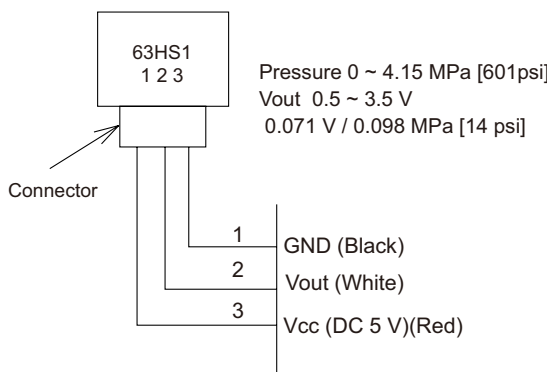 63HS1
1 2 3
Pressure 0 ~ 4.15 MPa [601psi]
Vout 0.5 ~ 3.5 V
0.071 V / 0.098 MPa [14 psi]
Connector
1
GND (Black)
2
Vout (White)
3
Vcc (DC 5 V)(Red)